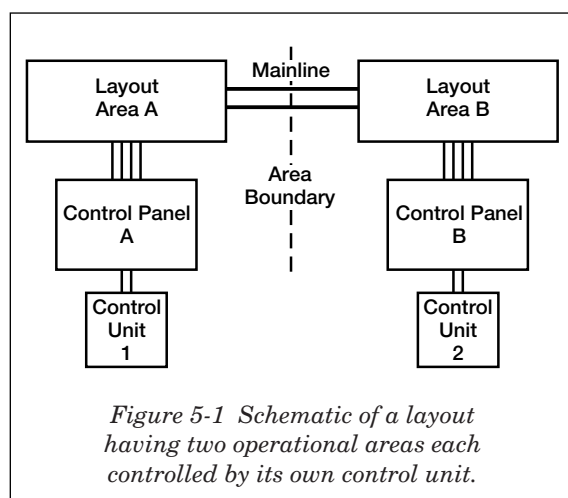 Mainline
Layout
Area A
Layout
Area B
Area
Boundary
Control Panel
A
Control Panel
B
Control
Unit
1
Control
Unit
2
Figure 5-1 Schematic of a layout
having two operational areas each
controlled by its own control unit.